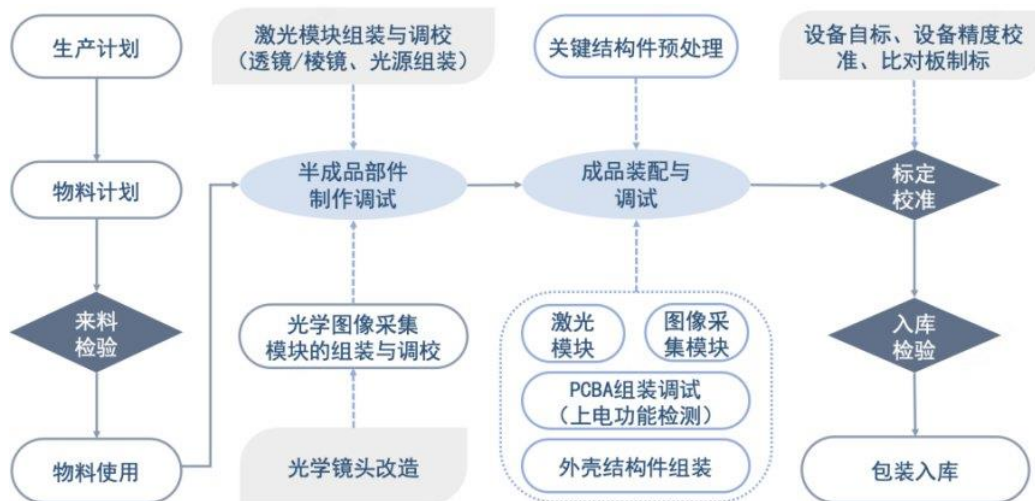 生产计划
物料计划
来料
检验
物料使用
激光模块组装与调校
（透镜/棱镜、光源组装）
半成品部件
制作调试
光学图像采集
模块的组装与调校
光学镜头改造
关键结构件预处理
成品装配与
调试
激光
模块
图像采
集模块
PCBA组装调试
（上电功能检测）
外壳结构件组装
设备自标、设备精度校
准、比对板制标
标定
校准
入库
检验
包装入库